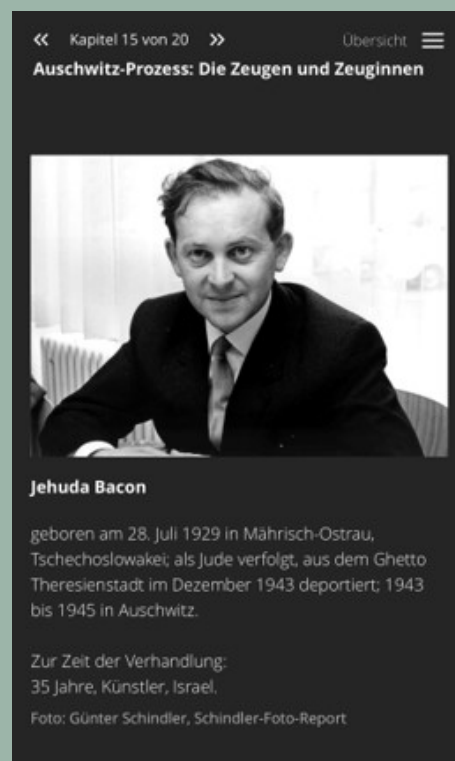 Kapitel 15 von 20
Übersicht
Auschwitz-Prozess: Die Zeugen und Zeuginnen
Jehuda Bacon
geboren am 28. Juli 1929 in Mährisch-Ostrau,
Tschechoslowakei; als Jude verfolgt, aus dem Ghetto
Theresienstadt im Dezember 1943 deportiert; 1943
bis 1945 in Auschwitz.
Zur Zeit der Verhandlung:
35 Jahre, Künstler, Israel.
Foto: Günter Schindler, Schindler-Foto-Report